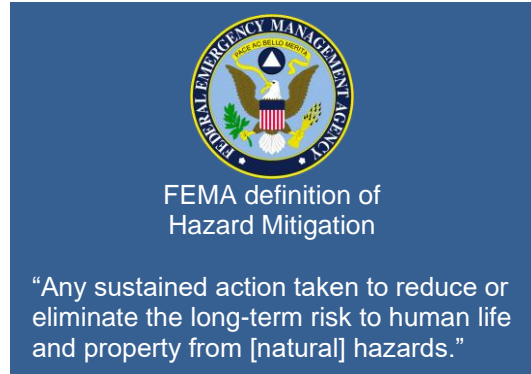 FEDERAL EMERGENCY MANAGEMENT AGENCY
PACE AC BELLO MERITA
FEMA definition of
Hazard Mitigation
“Any sustained action taken to reduce or
eliminate the long-term risk to human life
and property from [natural] hazards.”